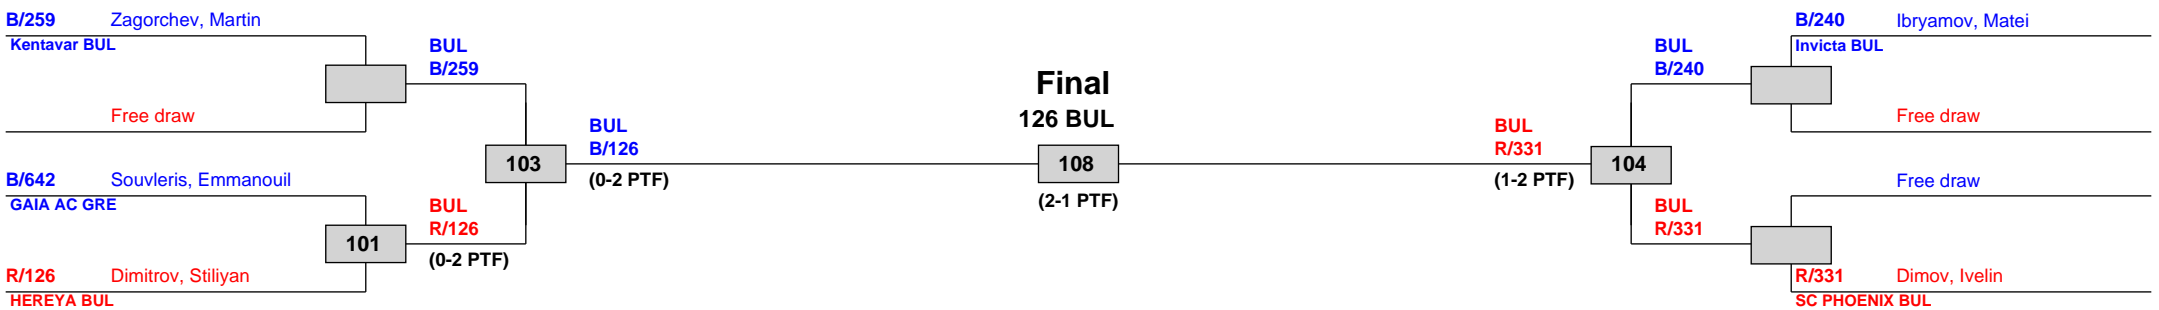 B/259 Zagorchev, Martin
Kentavar BUL
BUL
B/259
Free draw
B/642 Souvleris, Emmanouil
GAIA AC GRE
101
BUL
R/126
(0-2 PTF)
R/126 Dimitrov, Stiliyan
HEREYA BUL
103
BUL
B/126
(0-2 PTF)
Final
126 BUL
108
(2-1 PTF)
BUL
R/331
(1-2 PTF)
104
BUL
B/240
B/240 Ibryamov, Matei
Invicta BUL
Free draw
Free draw
BUL
R/331
R/331 Dimov, Ivelin
SC PHOENIX BUL